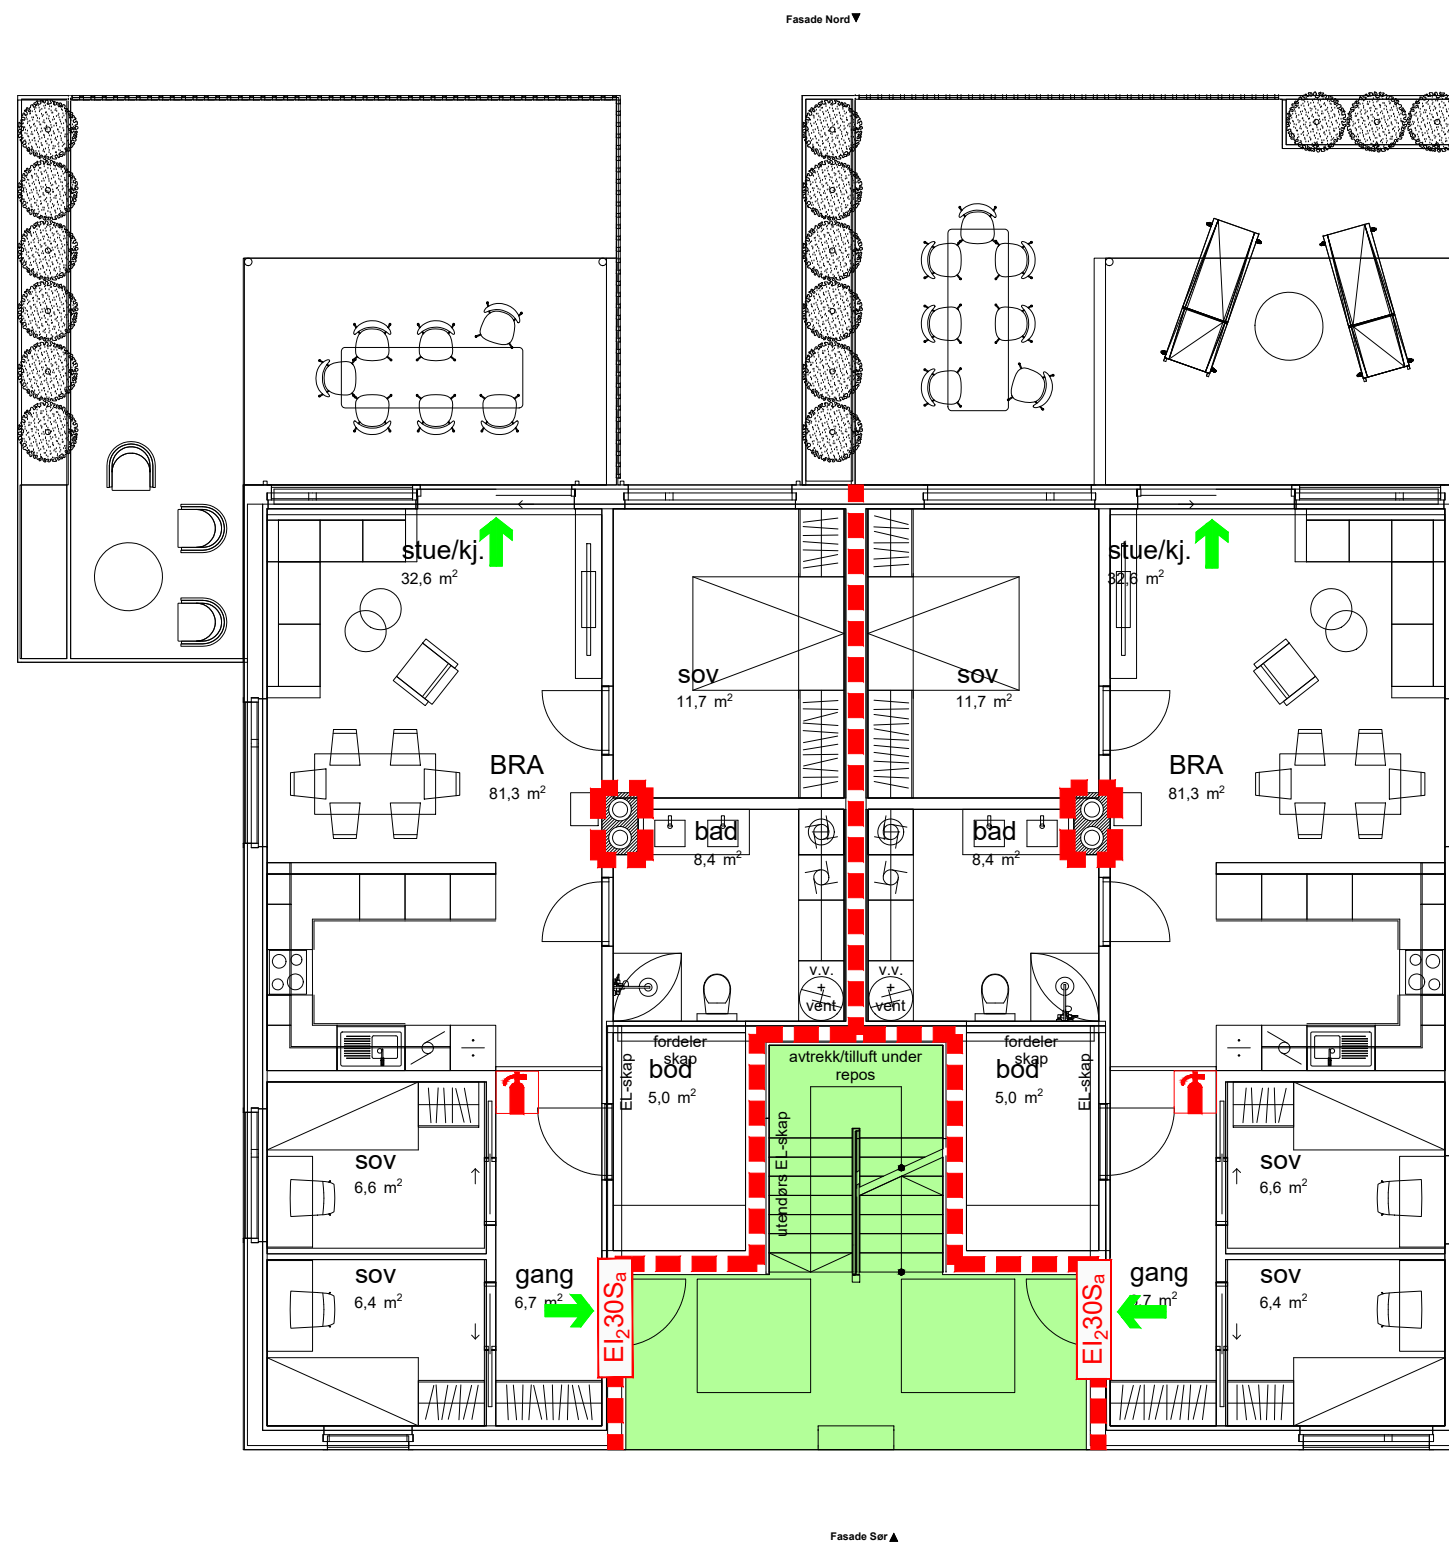 Fasade Nord
stue/kj.
32,6 m²
stue/kj.
32,6 m²
sov
11,7 m²
sov
11,7 m²
BRA
81,3 m²
BRA
81,3 m²
bad
8,4 m²
bad
8,4 m²
v.v.
vent
v.v.
vent
fordeler
skap
bod
5,0 m²
EL-skap
avtrekk/tilluft under
repos
utendørs EL-skap
fordeler
skap
bod
5,0 m²
EL-skap
sov
6,6 m²
sov
6,6 m²
sov
6,4 m²
gang
6,7 m²
EI₂30Sₐ
EI₂30Sₐ
gang
6,7 m²
sov
6,4 m²
Fasade Sør